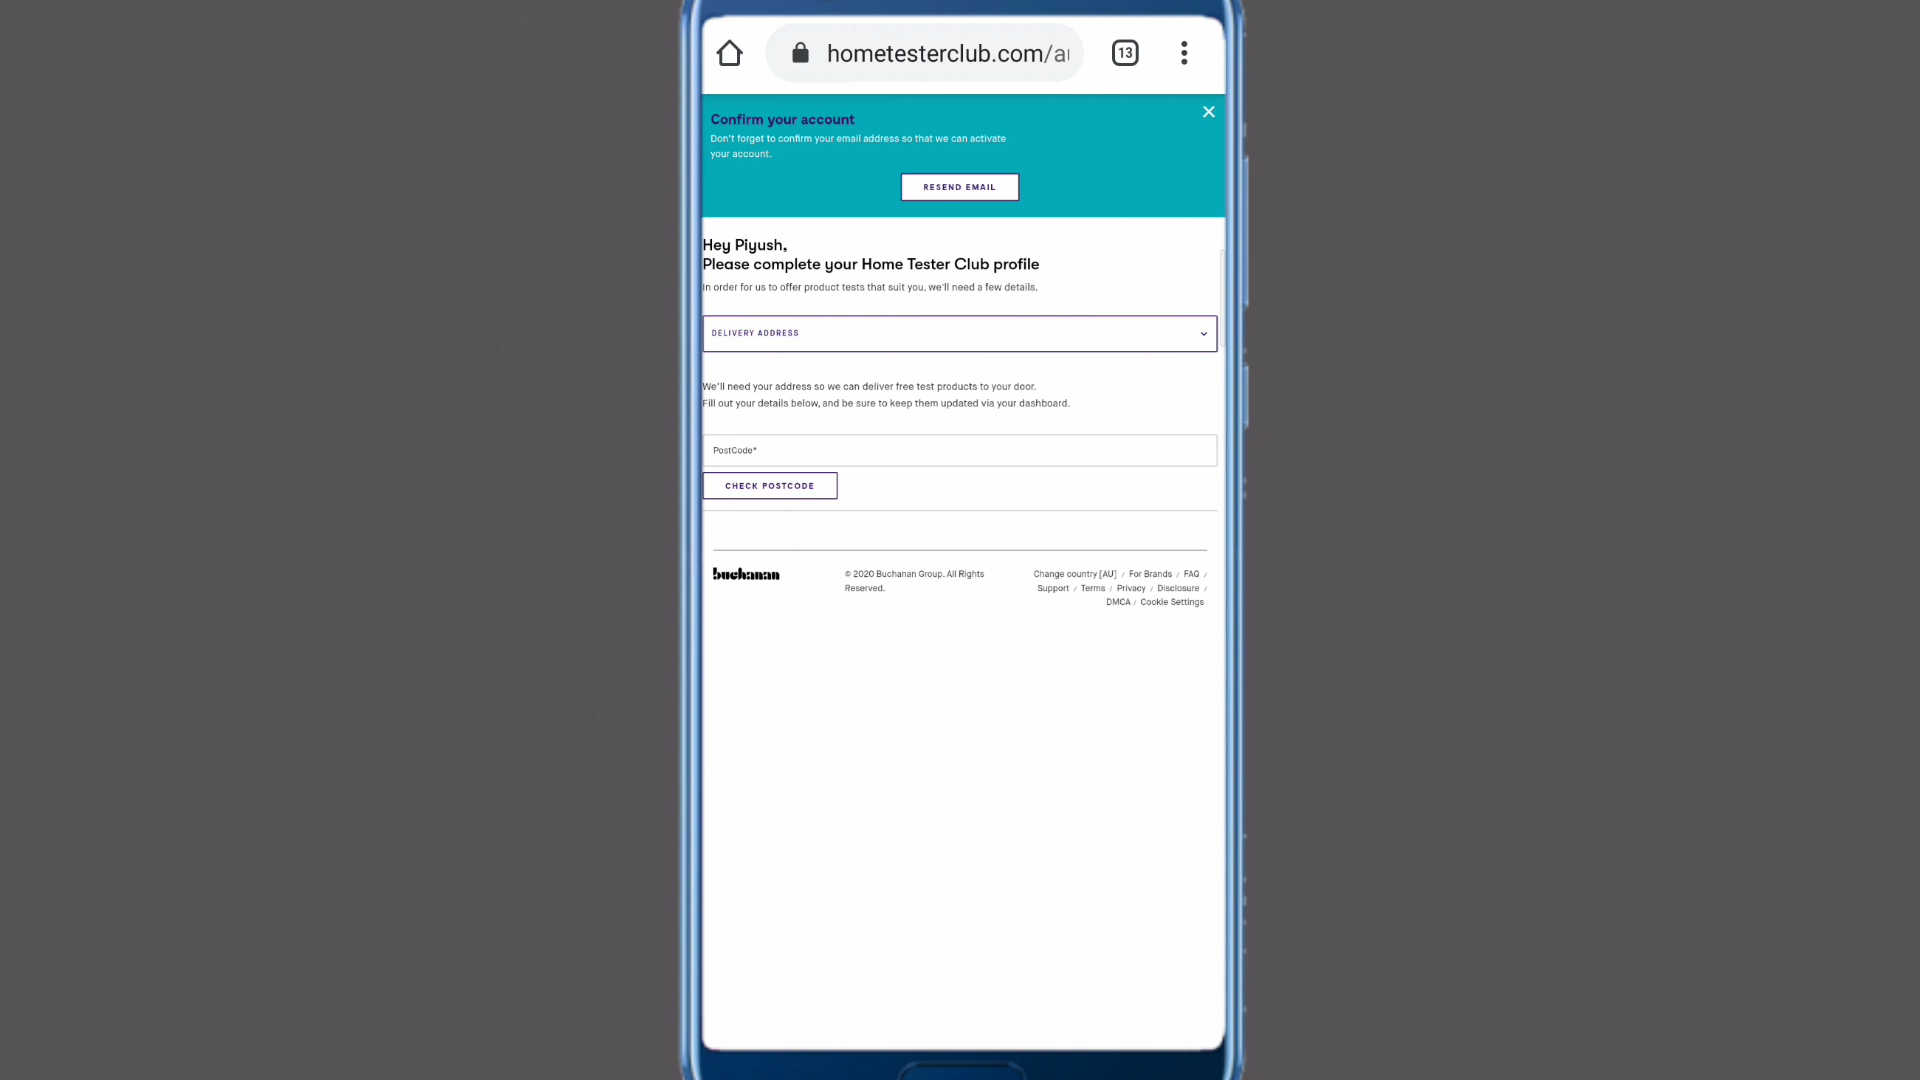 hometesterclub.com/a
13
Confirm your account
Don't forget to confirm your email address so that we can activate
your account.
RESEND EMAIL
Hey Piyush,
Please complete your Home Tester Club profile
In order for us to offer product tests that suit you, we'll need a few details.
DELIVERY ADDRESS
We'll need your address so we can deliver free test products to your door.
Fill out your details below, and be sure to keep them updated via your dashboard.
PostCode*
CHECK POSTCODE
buchanan
© 2020 Buchanan Group. All Rights
Reserved.
Change country [AU] / For Brands / FAQ /
Support / Terms / Privacy / Disclosure /
DMCA / Cookie Settings